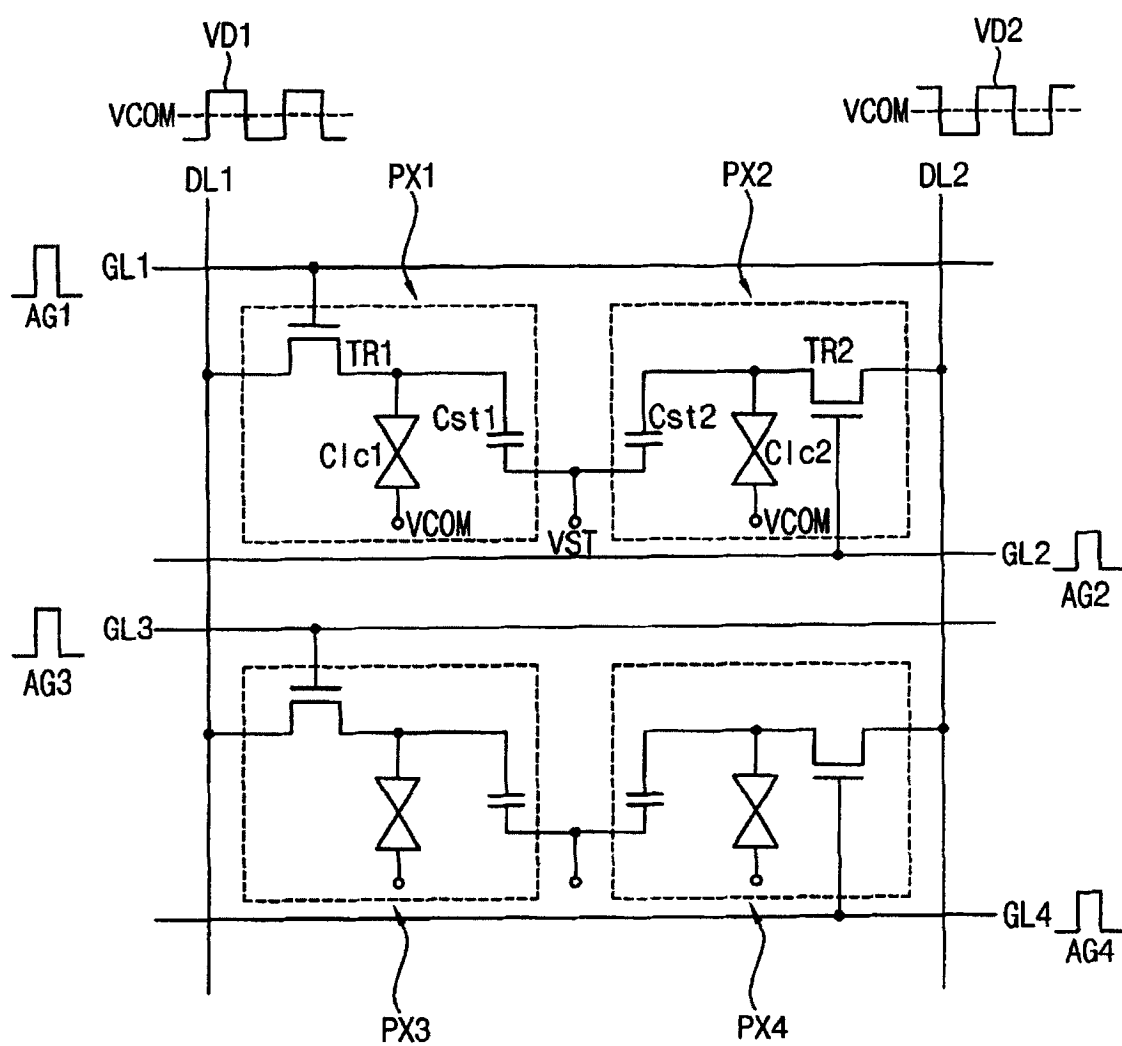 VD1
VD2
VCOM
VCOM
DL1
PX1
PX2
DL2
GL1
AG1
TR1
TR2
Cst1
Cst2
Clc1
Clc2
VCOM
VST
VCOM
GL2
AG2
GL3
AG3
GL4
AG4
PX3
PX4